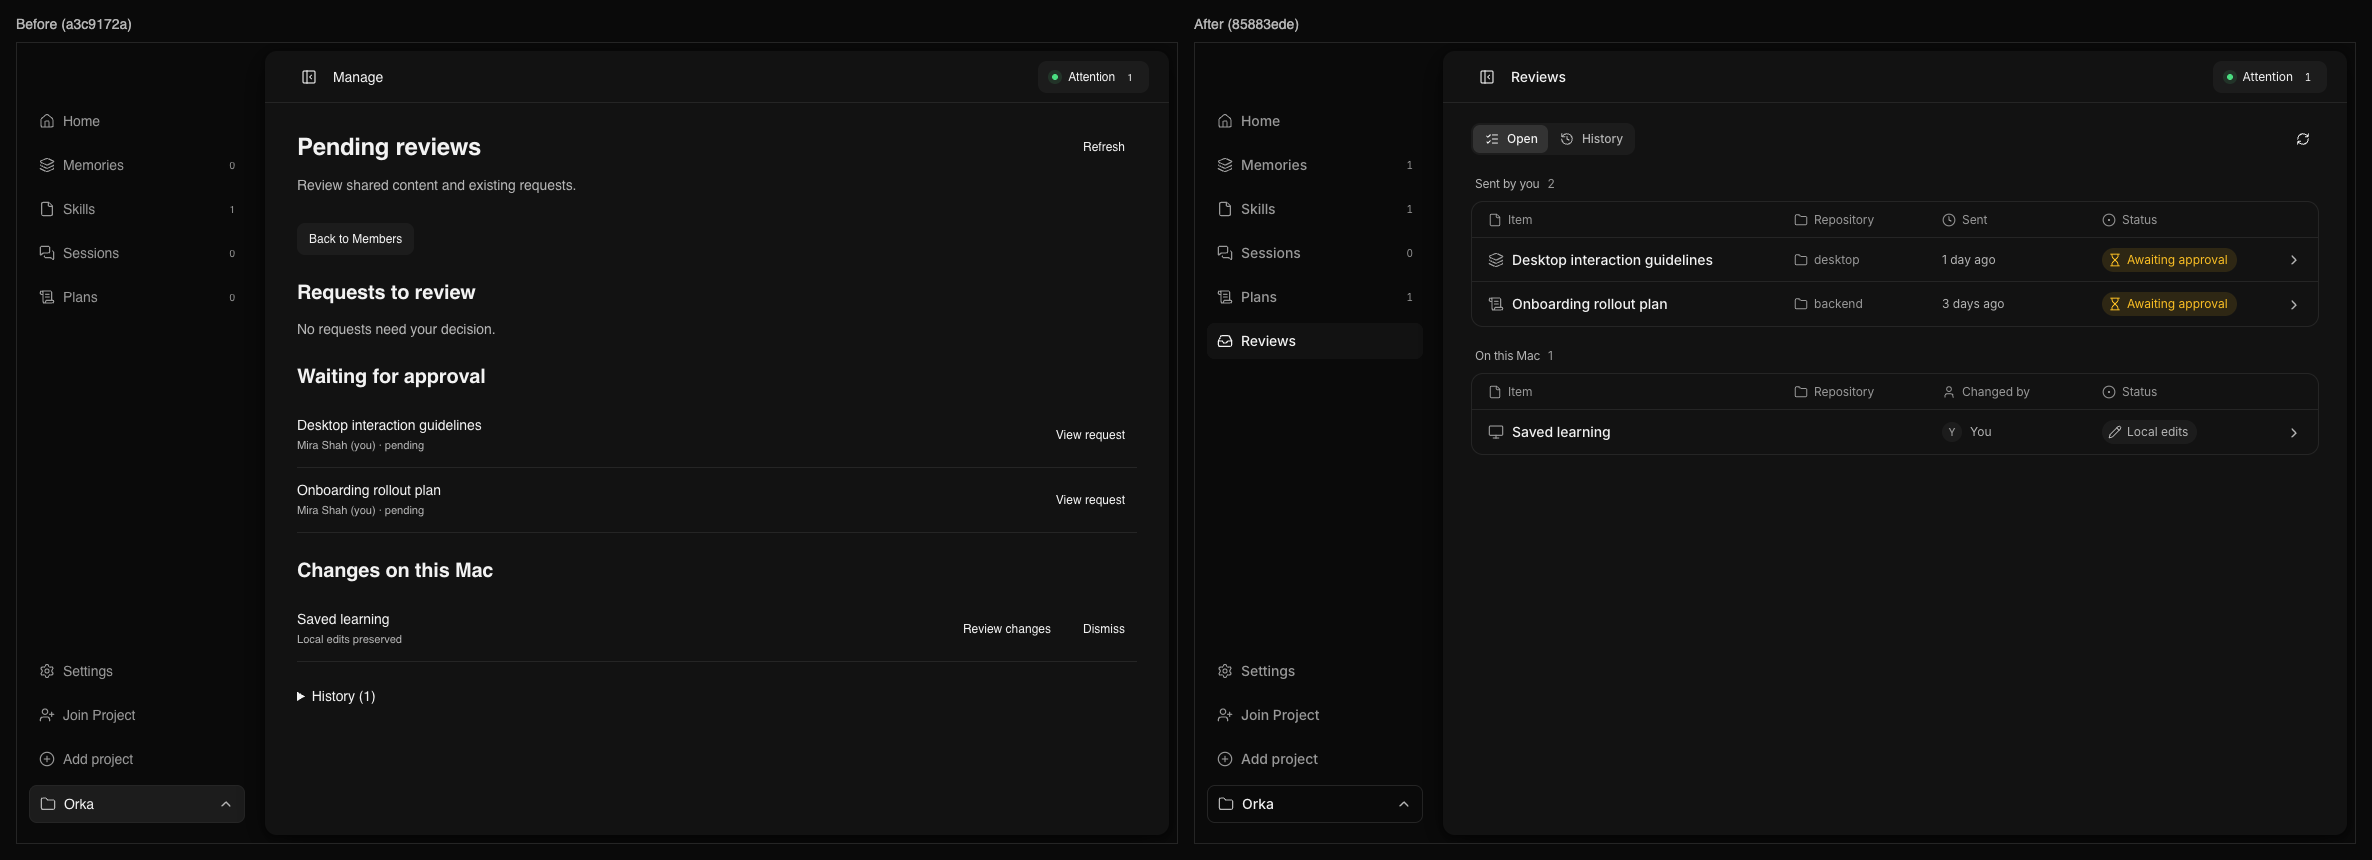 Before (a3c9172a)
Manage
Attention 1
Home
Memories 0
Skills 1
Sessions 0
Plans 0
Settings
Join Project
Add project
Orka
Pending reviews
Refresh
Review shared content and existing requests.
Back to Members
Requests to review
No requests need your decision.
Waiting for approval
Desktop interaction guidelines
Mira Shah (you) · pending
View request
Onboarding rollout plan
Mira Shah (you) · pending
View request
Changes on this Mac
Saved learning
Local edits preserved
Review changes Dismiss
History (1)
After (85883ede)
Reviews
Attention 1
Home
Memories 1
Skills 1
Sessions 0
Plans 1
Reviews
Settings
Join Project
Add project
Orka
Open History
Sent by you 2
Item Repository Sent Status
Desktop interaction guidelines desktop 1 day ago Awaiting approval
Onboarding rollout plan backend 3 days ago Awaiting approval
On this Mac 1
Item Repository Changed by Status
Saved learning Y You Local edits